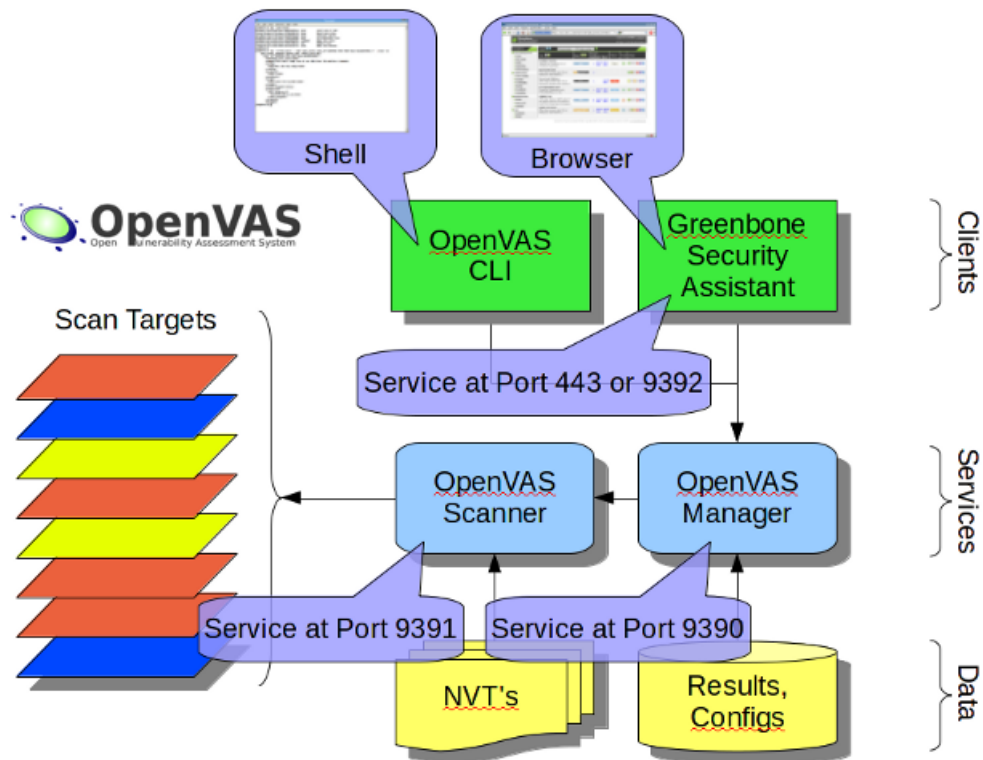 Shell
Browser
OpenVAS
Open Vulnerability Assessment System
OpenVAS
CLI
Greenbone
Security
Assistant
Clients
Scan Targets
Service at Port 443 or 9392
OpenVAS
Scanner
OpenVAS
Manager
Services
Service at Port 9391
Service at Port 9390
NVT's
Results,
Configs
Data